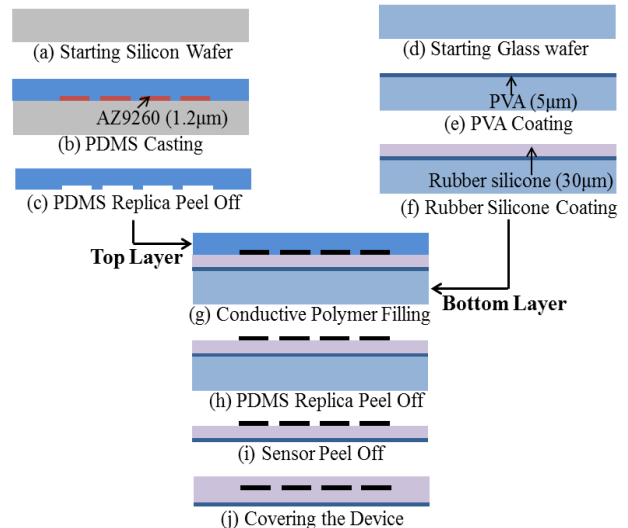 (a) Starting Silicon Wafer
AZ9260 (1.2μm)
(b) PDMS Casting
(c) PDMS Replica Peel Off
Top Layer
(d) Starting Glass wafer
PVA (5μm)
(e) PVA Coating
Rubber silicone (30μm)
(f) Rubber Silicone Coating
Bottom Layer
(g) Conductive Polymer Filling
(h) PDMS Replica Peel Off
(i) Sensor Peel Off
(j) Covering the Device